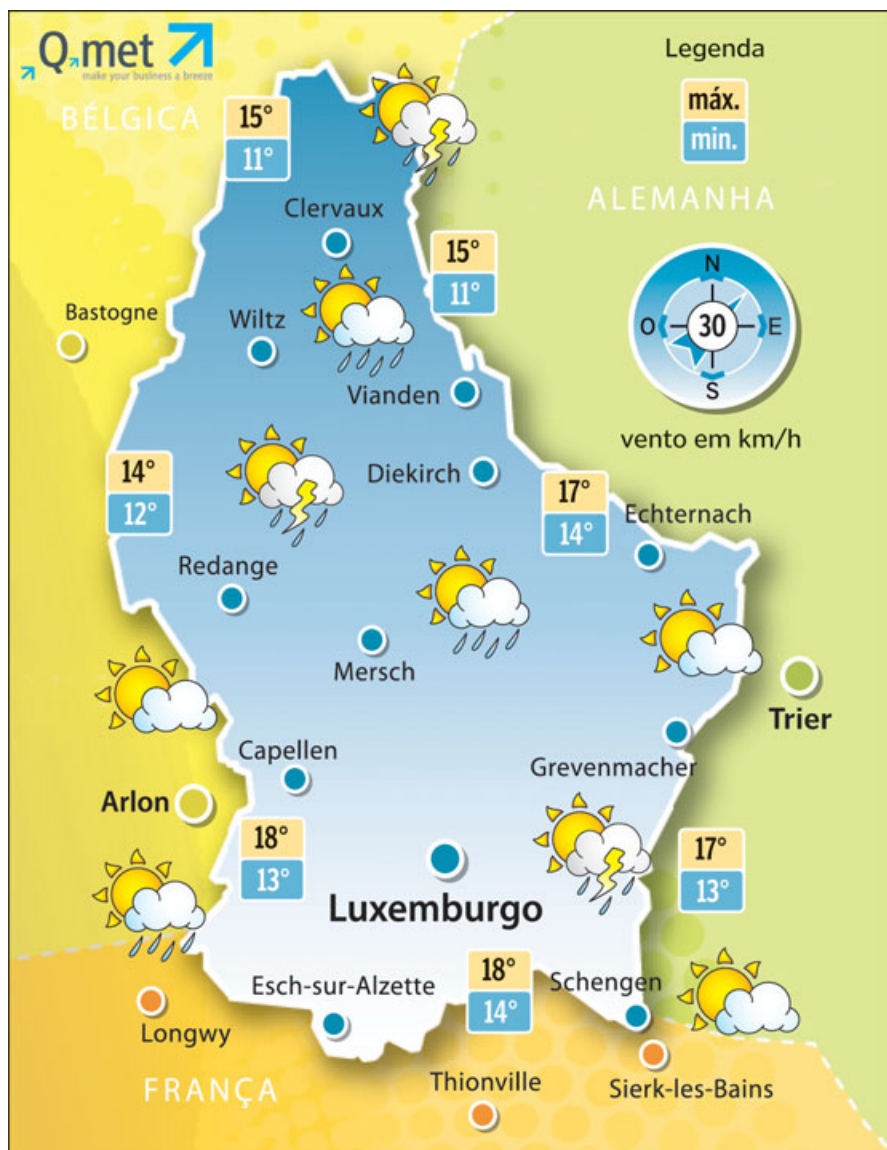 Q.met
make your business a breeze
Legenda
máx.
min.
BÉLGICA
ALEMANHA
15°
11°
Clervaux
15°
11°
N
O
30
E
S
vento em km/h
Bastogne
Wiltz
Vianden
Diekirch
14°
12°
17°
14°
Echternach
Redange
Mersch
Trier
Capellen
Grevenmacher
Arlon
18°
13°
17°
13°
Luxemburgo
Esch-sur-Alzette
18°
14°
Schengen
Longwy
Thionville
Sierk-les-Bains
FRANÇA